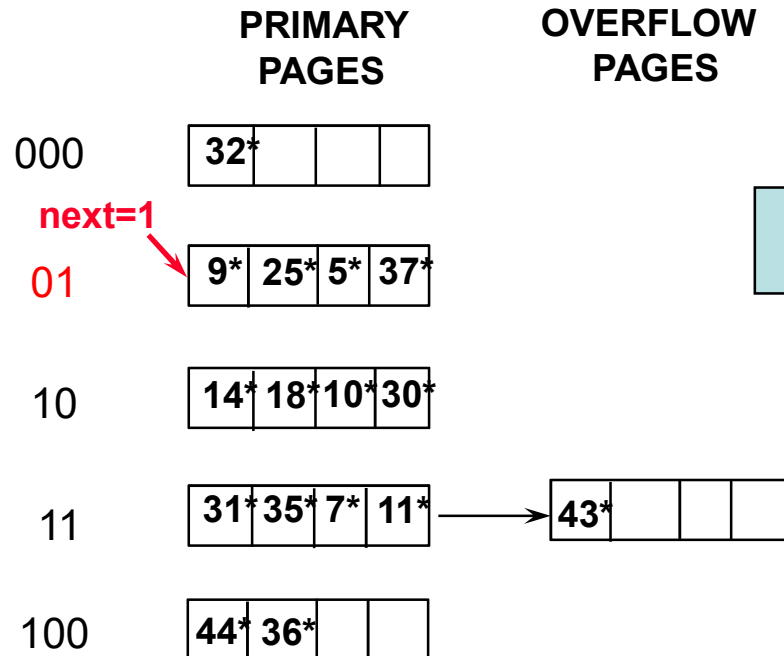 PRIMARY OVERFLOW
PAGES PAGES
000 32*
next=1
01 9* 25* 5* 37*
10 14* 18* 10* 30*
11 31* 35* 7* 11* 43*
100 44* 36*